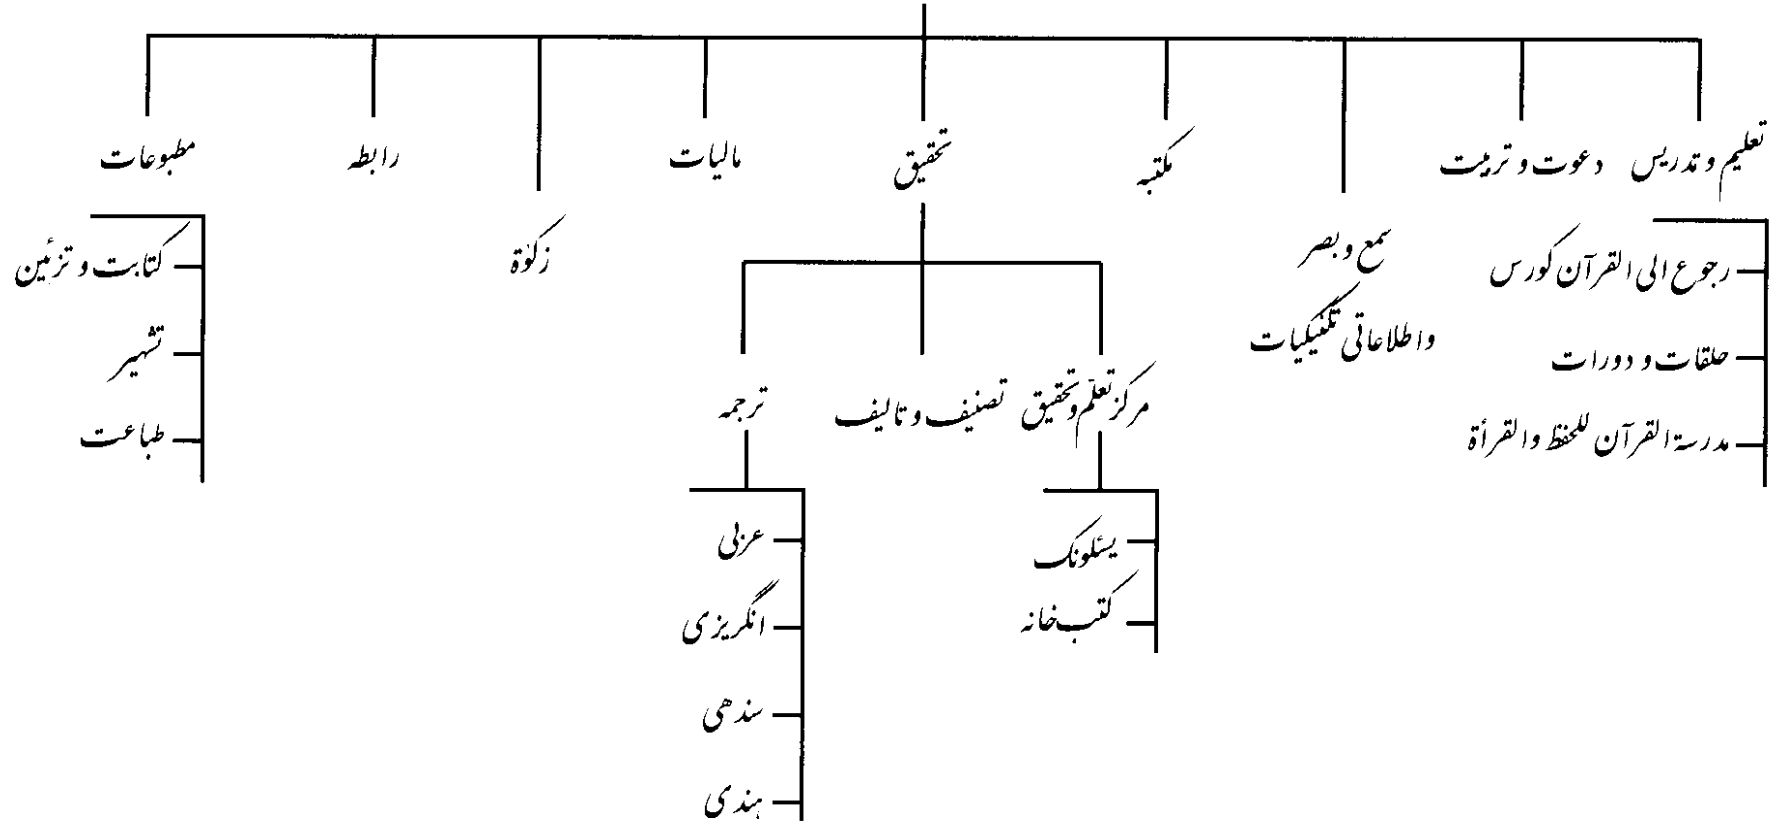 تعلیم و تدریس
دعوت و تربیت
مکتبہ
تحقیق
مالیات
رابطہ
مطبوعات
سمع و بصر
و اطلاعاتی تکنیکیات
زکوٰۃ
رجوع الی القرآن کورس
حلقات و دورات
مدرسۃ القرآن للحفظ والقرأۃ
مرکز تعلّم و تحقیق
تصنیف و تالیف
ترجمہ
یسئلونک
کتب خانہ
عربی
انگریزی
سندھی
ہندی
کتابت و تزئین
تشہیر
طباعت